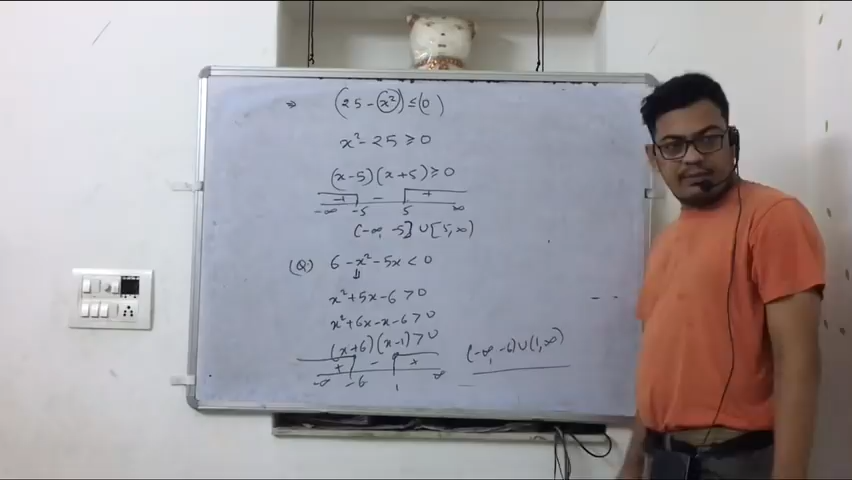 ⇒ (25 - x²) ≤ (0)
x² - 25 ≥ 0
(x-5)(x+5) ≥ 0
+ - +
-∞ -5 5 ∞
(-∞, -5] ∪ [5, ∞)
(Q) 6 - x² - 5x < 0
⇓
x² + 5x - 6 > 0
x² + 6x - x - 6 > 0
(x+6)(x-1) > 0
+ - +
-∞ -6 1 ∞
(-∞, -6) ∪ (1, ∞)